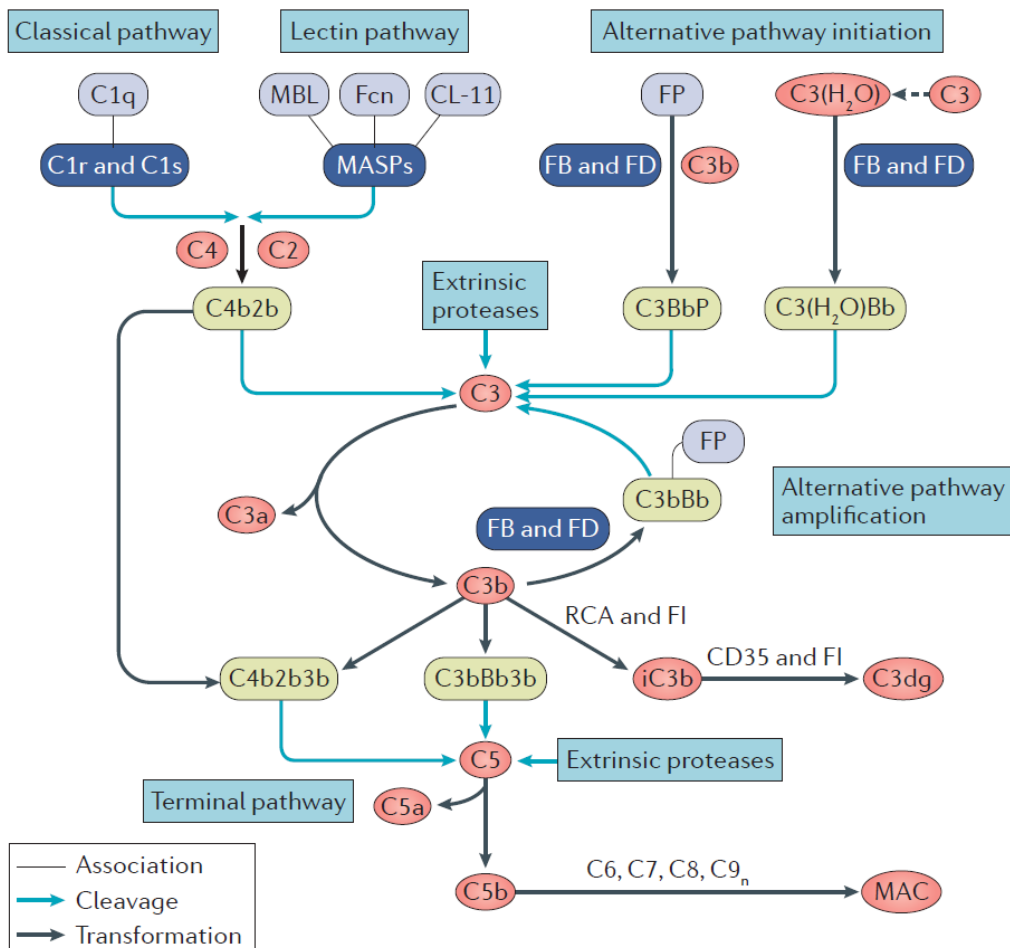 Classical pathway
Lectin pathway
Alternative pathway initiation
C1q
MBL
Fcn
CL-11
FP
C3(H₂O)
C3
C1r and C1s
MASPs
FB and FD
C3b
FB and FD
C4
C2
Extrinsic
proteases
C4b2b
C3BbP
C3(H₂O)Bb
C3
FP
C3bBb
Alternative pathway
amplification
C3a
FB and FD
C3b
RCA and FI
CD35 and FI
C4b2b3b
C3bBb3b
iC3b
C3dg
C5
Extrinsic proteases
Terminal pathway
C5a
C5b
C6, C7, C8, C9ₙ
MAC
Association
Cleavage
Transformation